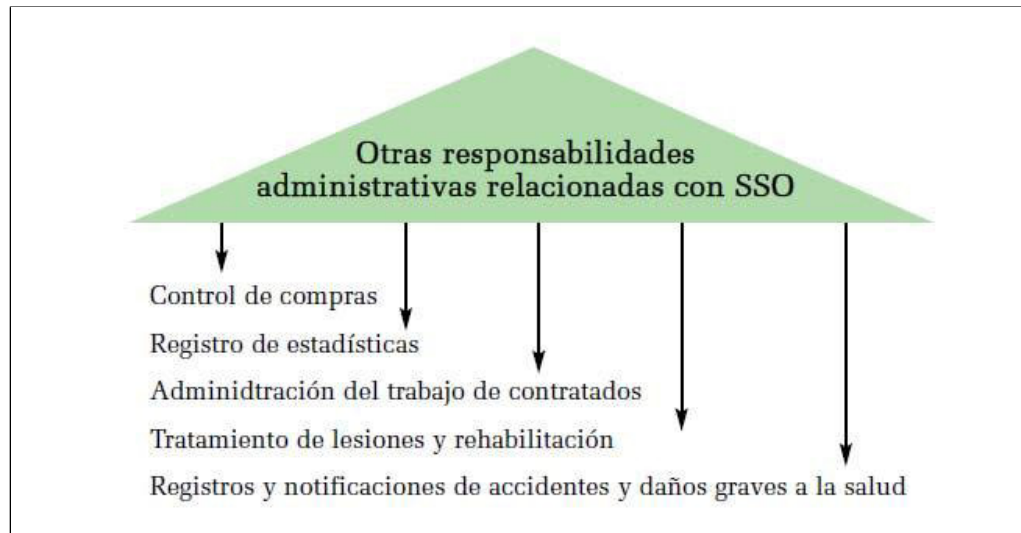 Otras responsabilidades
administrativas relacionadas con SSO
Control de compras
Registro de estadísticas
Adminidtración del trabajo de contratados
Tratamiento de lesiones y rehabilitación
Registros y notificaciones de accidentes y daños graves a la salud